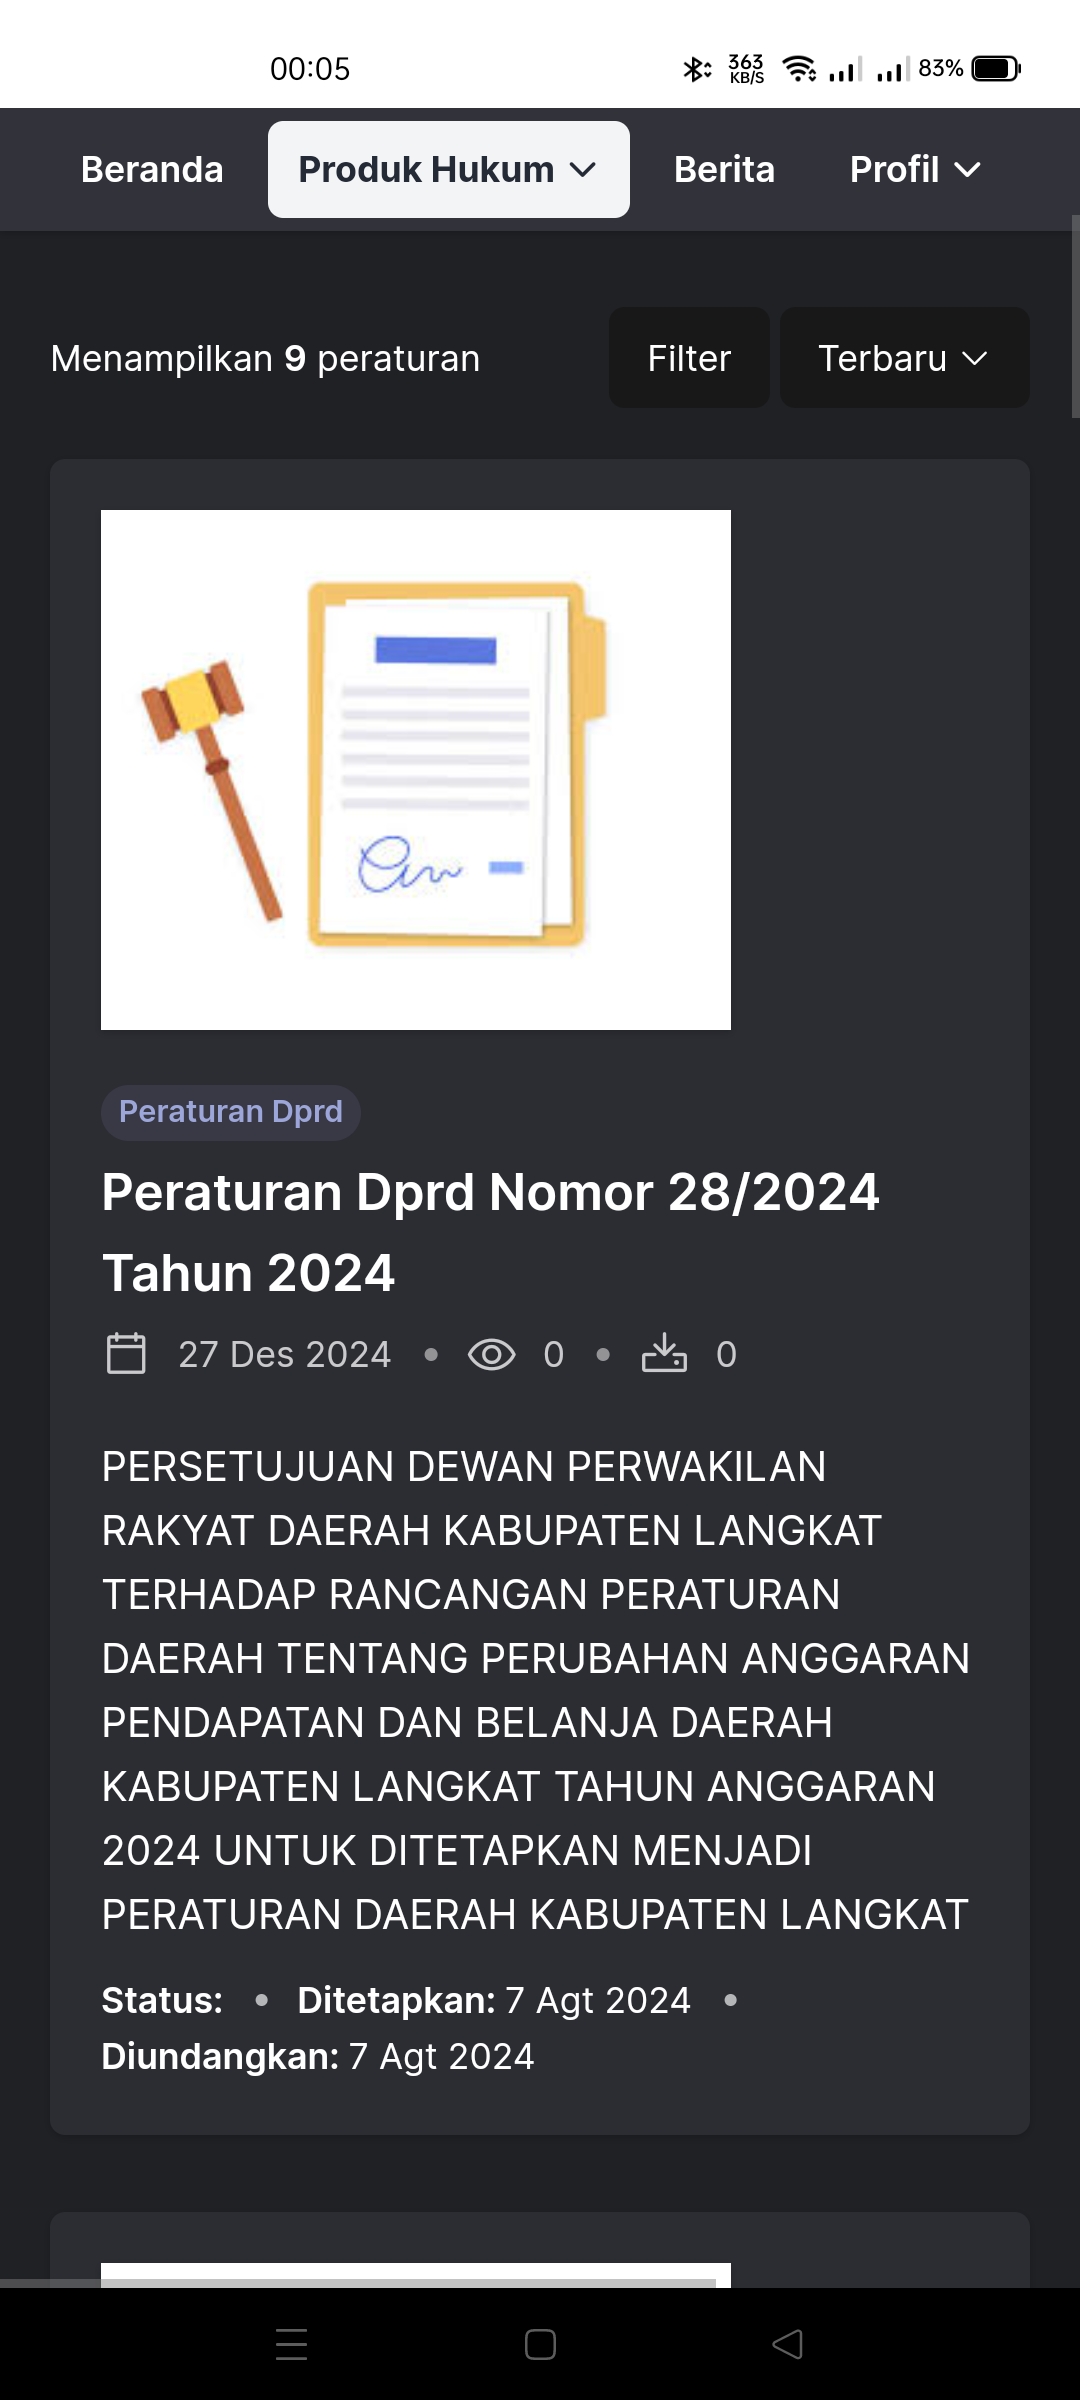 00:05
363
KB/S
83%
Beranda
Produk Hukum
Berita
Profil
Menampilkan 9 peraturan
Filter
Terbaru
Peraturan Dprd
Peraturan Dprd Nomor 28/2024
Tahun 2024
27 Des 2024 • 0 • 0
PERSETUJUAN DEWAN PERWAKILAN
RAKYAT DAERAH KABUPATEN LANGKAT
TERHADAP RANCANGAN PERATURAN
DAERAH TENTANG PERUBAHAN ANGGARAN
PENDAPATAN DAN BELANJA DAERAH
KABUPATEN LANGKAT TAHUN ANGGARAN
2024 UNTUK DITETAPKAN MENJADI
PERATURAN DAERAH KABUPATEN LANGKAT
Status: • Ditetapkan: 7 Agt 2024 •
Diundangkan: 7 Agt 2024